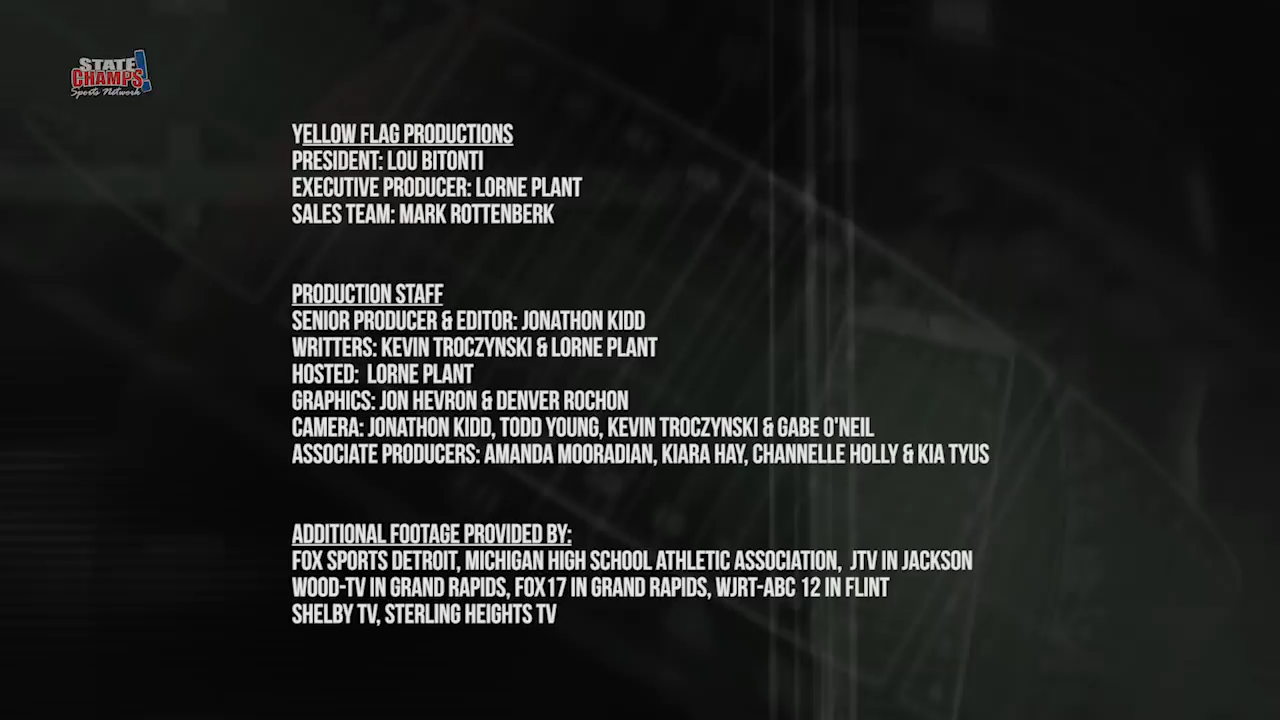 STATE
CHAMPS!
Sports Network
YELLOW FLAG PRODUCTIONS
PRESIDENT: LOU BITONTI
EXECUTIVE PRODUCER: LORNE PLANT
SALES TEAM: MARK ROTTENBERK
PRODUCTION STAFF
SENIOR PRODUCER & EDITOR: JONATHON KIDD
WRITTERS: KEVIN TROCZYNSKI & LORNE PLANT
HOSTED: LORNE PLANT
GRAPHICS: JON HEVRON & DENVER ROCHON
CAMERA: JONATHON KIDD, TODD YOUNG, KEVIN TROCZYNSKI & GABE O'NEIL
ASSOCIATE PRODUCERS: AMANDA MOORADIAN, KIARA HAY, CHANNELLE HOLLY & KIA TYUS
ADDITIONAL FOOTAGE PROVIDED BY:
FOX SPORTS DETROIT, MICHIGAN HIGH SCHOOL ATHLETIC ASSOCIATION, JTV IN JACKSON
WOOD-TV IN GRAND RAPIDS, FOX17 IN GRAND RAPIDS, WJRT-ABC 12 IN FLINT
SHELBY TV, STERLING HEIGHTS TV